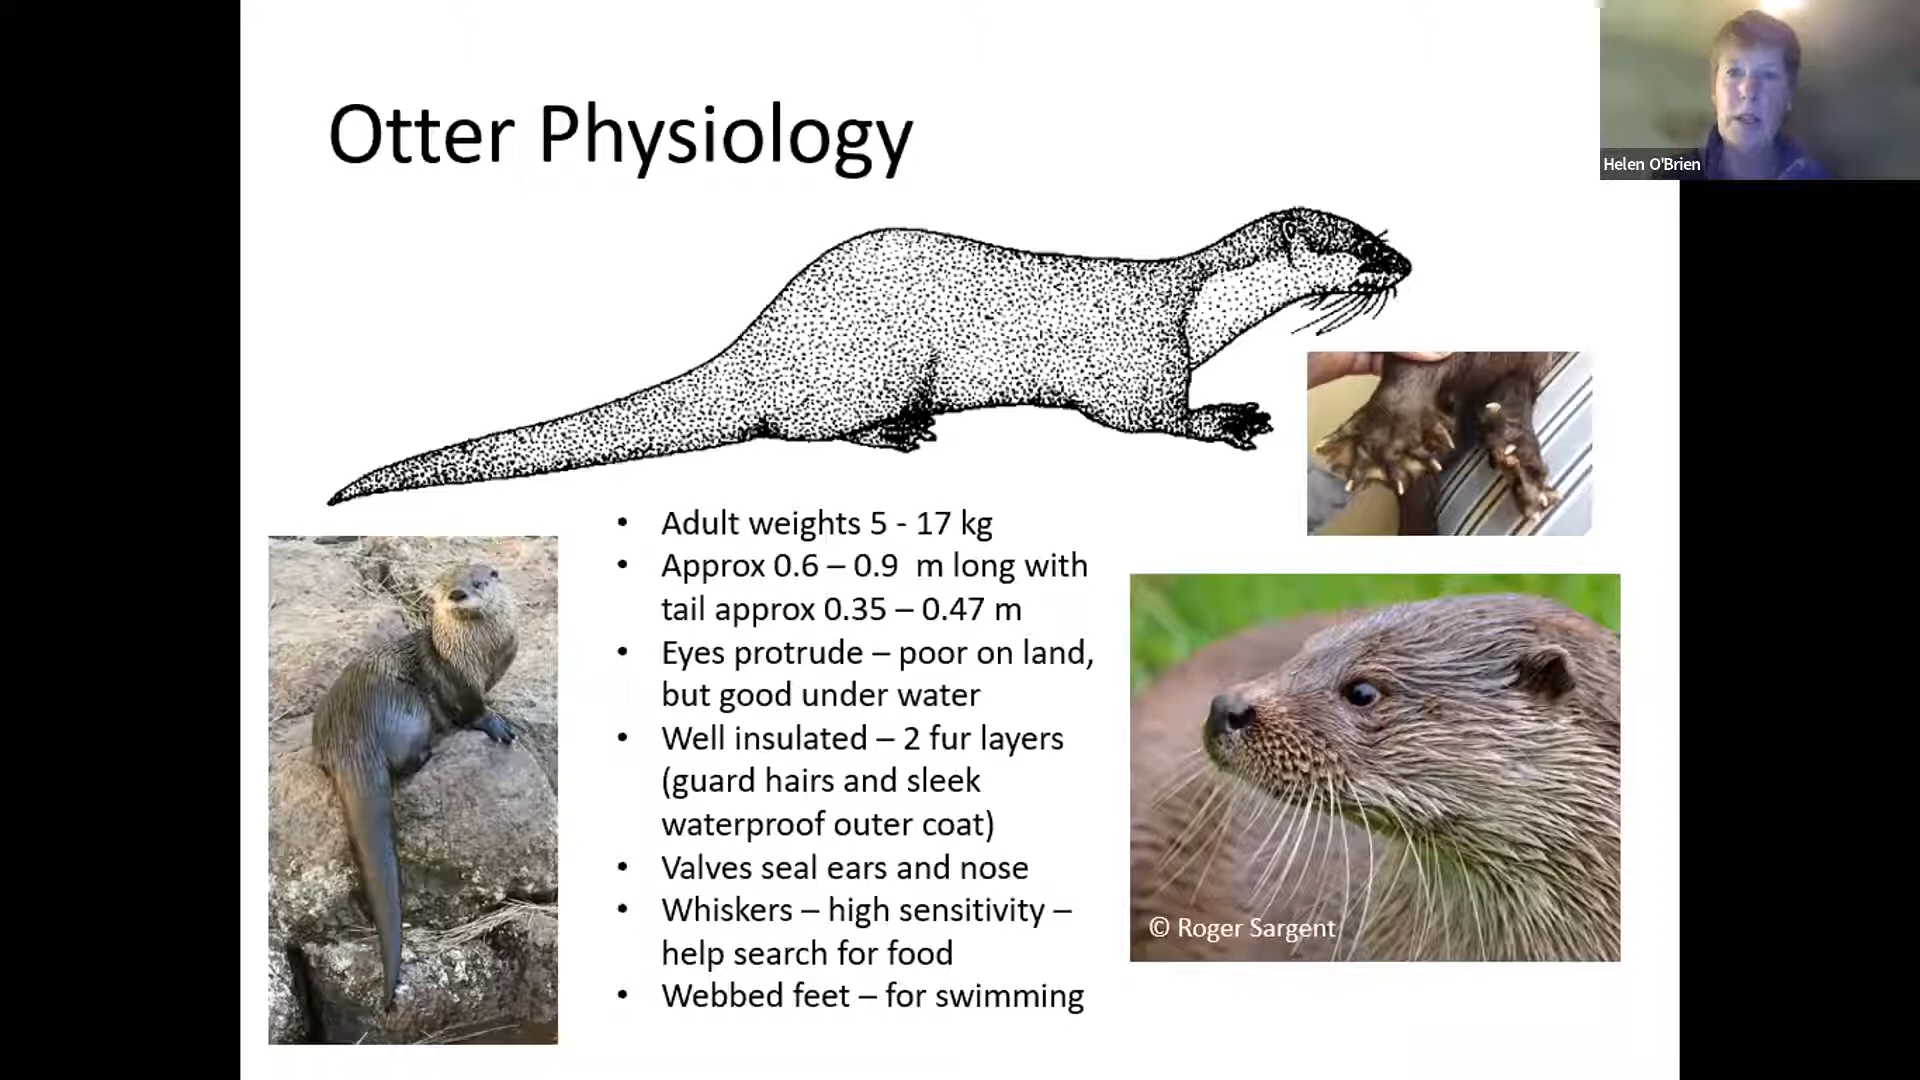 Otter Physiology
Helen O'Brien
• Adult weights 5 - 17 kg
• Approx 0.6 – 0.9  m long with
tail approx 0.35 – 0.47 m
• Eyes protrude – poor on land,
but good under water
• Well insulated – 2 fur layers
(guard hairs and sleek
waterproof outer coat)
• Valves seal ears and nose
• Whiskers – high sensitivity –
help search for food
• Webbed feet – for swimming
© Roger Sargent